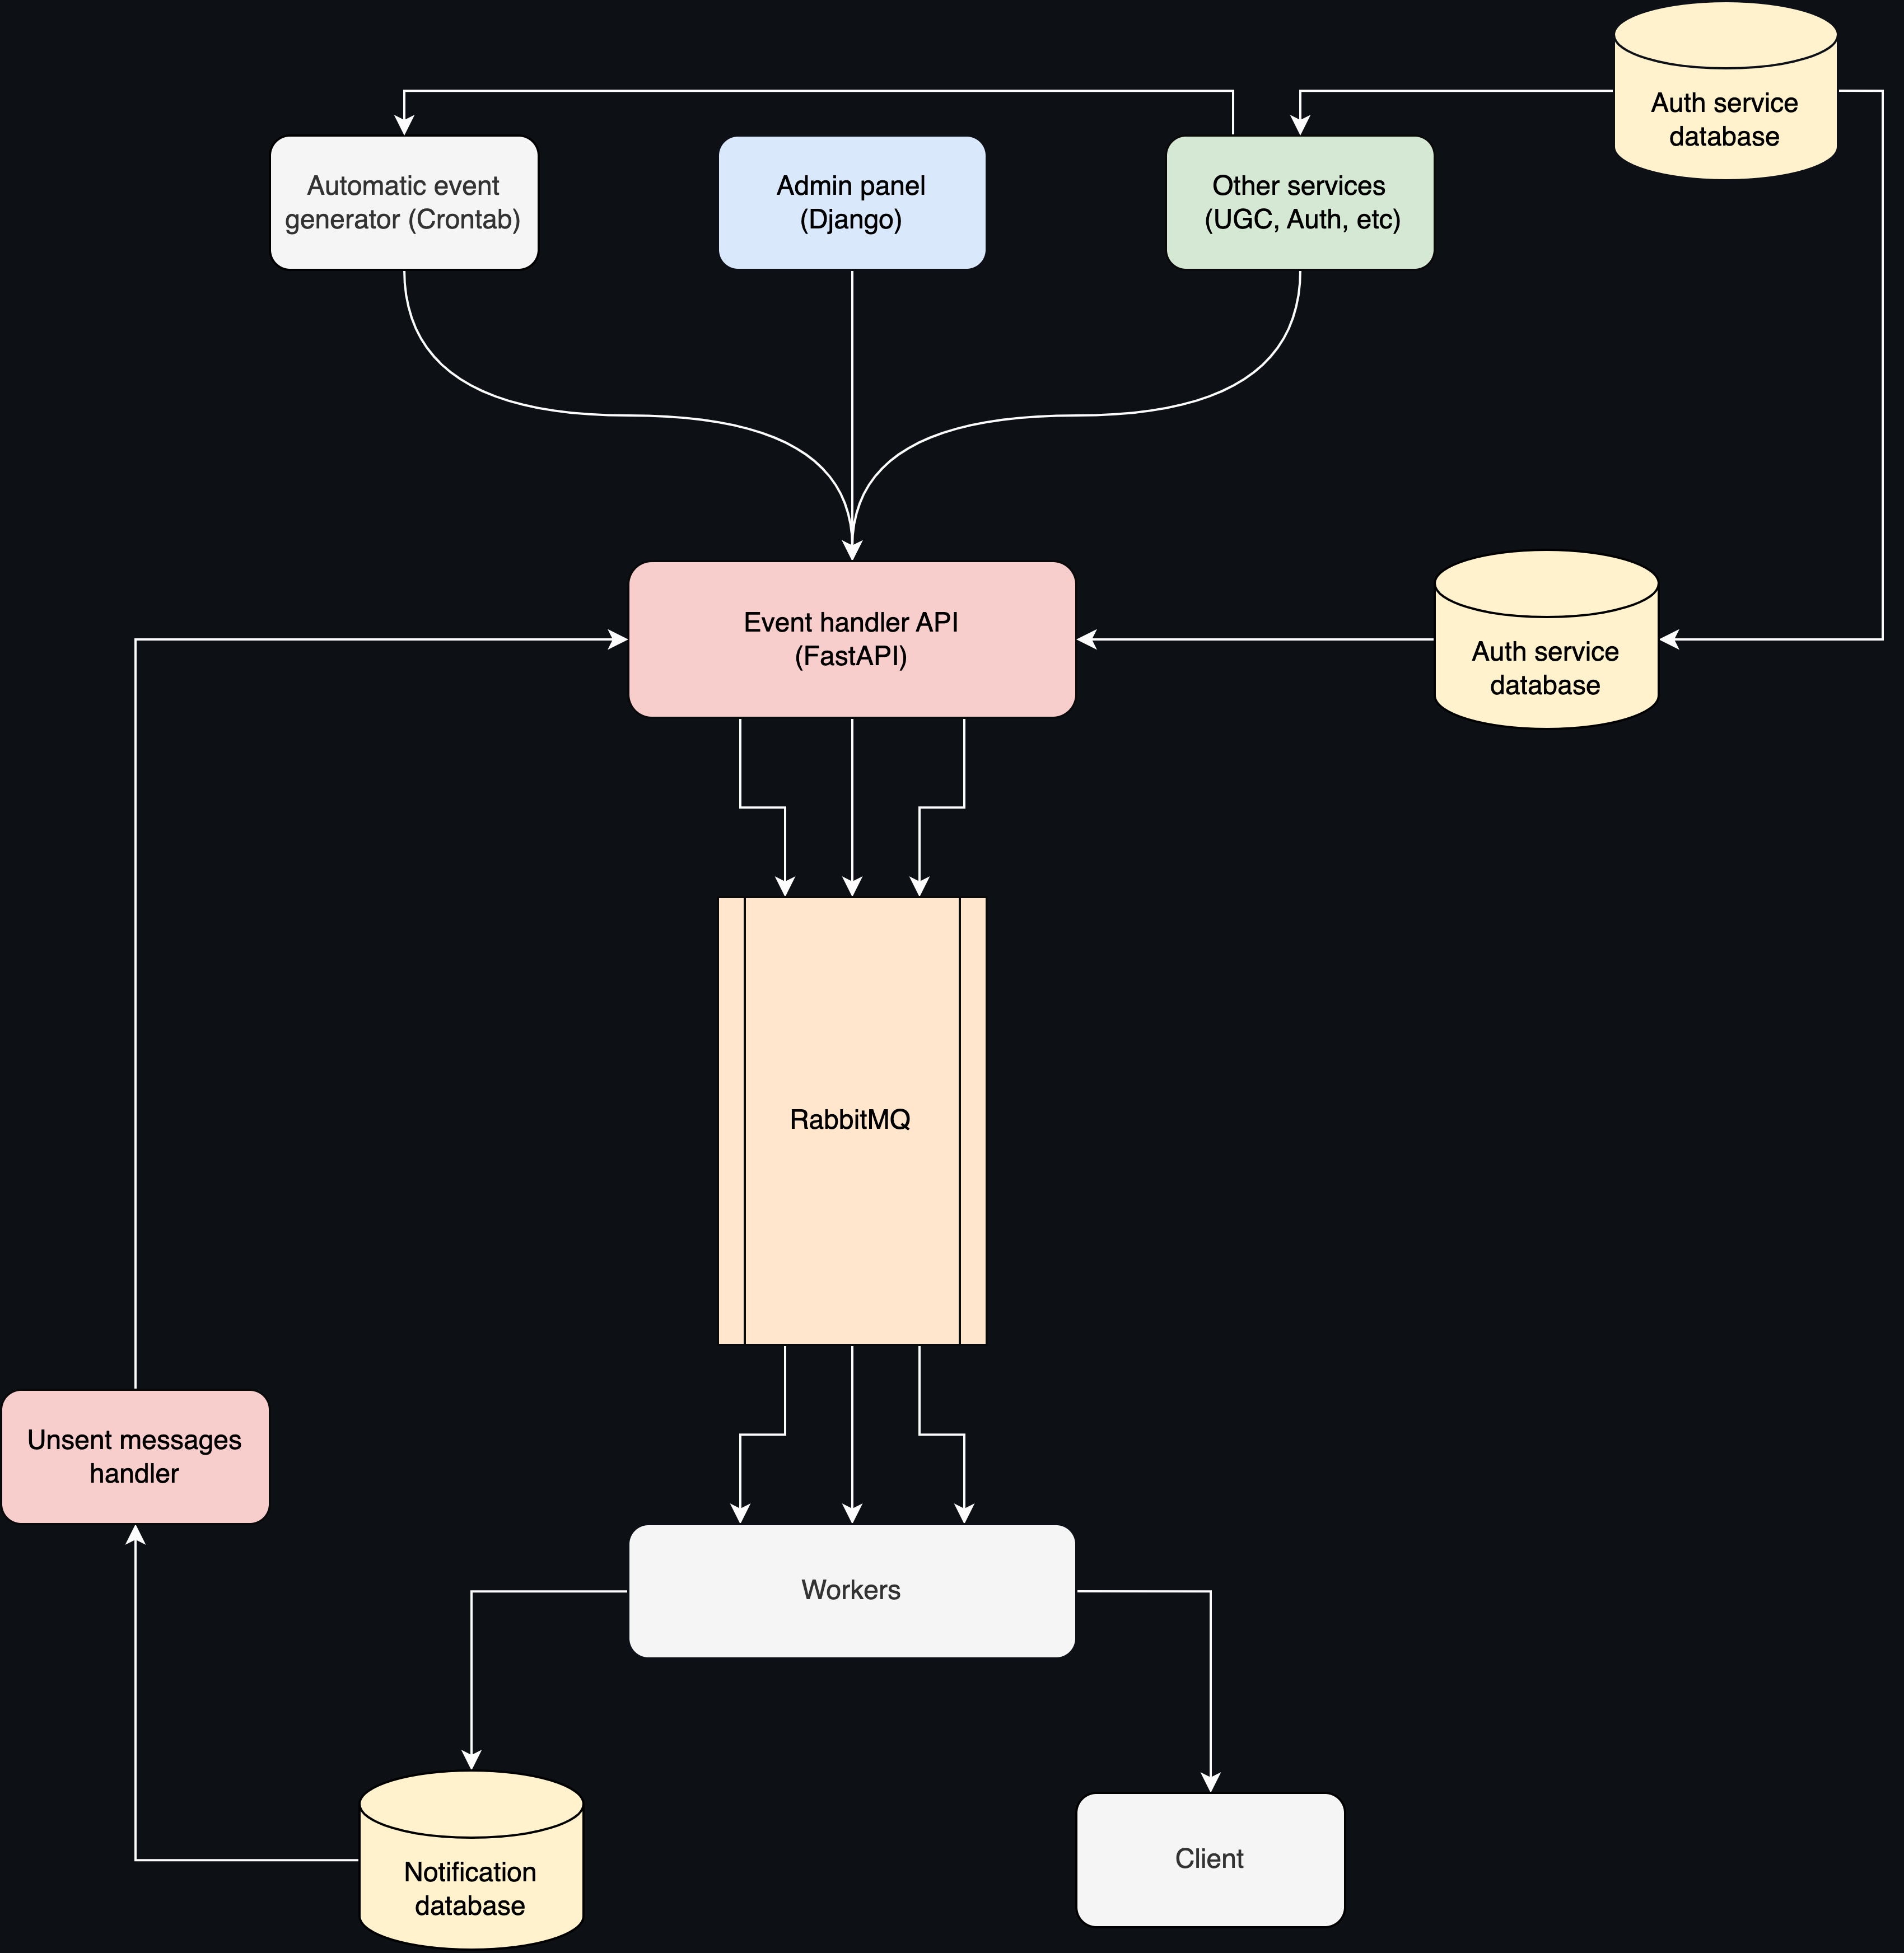 Auth service
database
Automatic event
generator (Crontab)
Admin panel
(Django)
Other services
(UGC, Auth, etc)
Event handler API
(FastAPI)
Auth service
database
RabbitMQ
Unsent messages
handler
Workers
Notification
database
Client